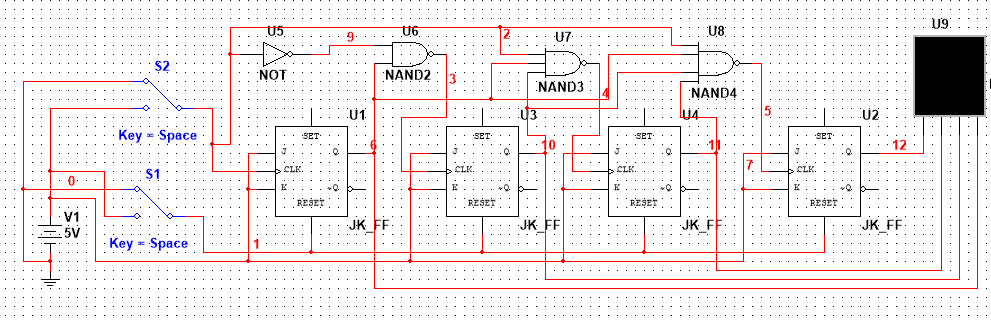 U5
U6
U7
U8
U9
9
2
S2
NOT
NAND2
3
NAND3
4
NAND4
5
Key = Space
U1
U3
U4
U2
SET
SET
SET
SET
J Q
6
J Q
10
J Q
11
J Q
12
CLK
CLK
CLK
7
CLK
0
S1
K ~Q
K ~Q
K ~Q
K ~Q
RESET
RESET
RESET
RESET
V1
5V
JK_FF
JK_FF
JK_FF
JK_FF
Key = Space
1